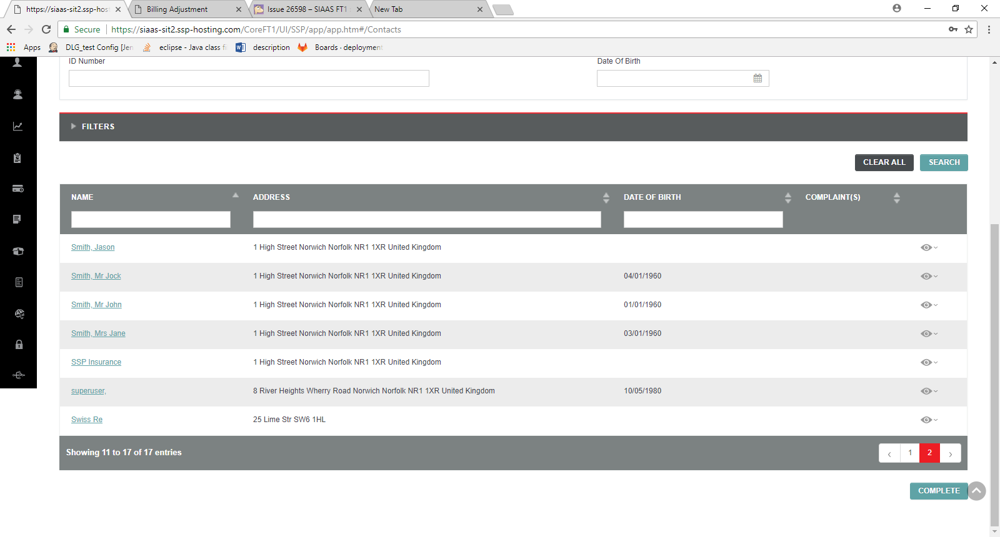 https://siaas-sit2.ssp-host
Billing Adjustment
Issue 26598 – SIAAS FT1
New Tab
Secure
https://siaas-sit2.ssp-hosting.com/CoreFT1/UI/SSP/app/app.htm#/Contacts
Apps
DLG_test Config [Jen
eclipse - Java class fi
description
Boards · deployment
ID Number
Date Of Birth
FILTERS
CLEAR ALL
SEARCH
NAME ADDRESS DATE OF BIRTH COMPLAINT(S)
Smith, Jason 1 High Street Norwich Norfolk NR1 1XR United Kingdom
Smith, Mr Jock 1 High Street Norwich Norfolk NR1 1XR United Kingdom 04/01/1960
Smith, Mr John 1 High Street Norwich Norfolk NR1 1XR United Kingdom 01/01/1960
Smith, Mrs Jane 1 High Street Norwich Norfolk NR1 1XR United Kingdom 03/01/1960
SSP Insurance 1 High Street Norwich Norfolk NR1 1XR United Kingdom
superuser, 8 River Heights Wherry Road Norwich Norfolk NR1 1XR United Kingdom 10/05/1980
Swiss Re 25 Lime Str SW6 1HL
Showing 11 to 17 of 17 entries
‹ 1 2 ›
COMPLETE